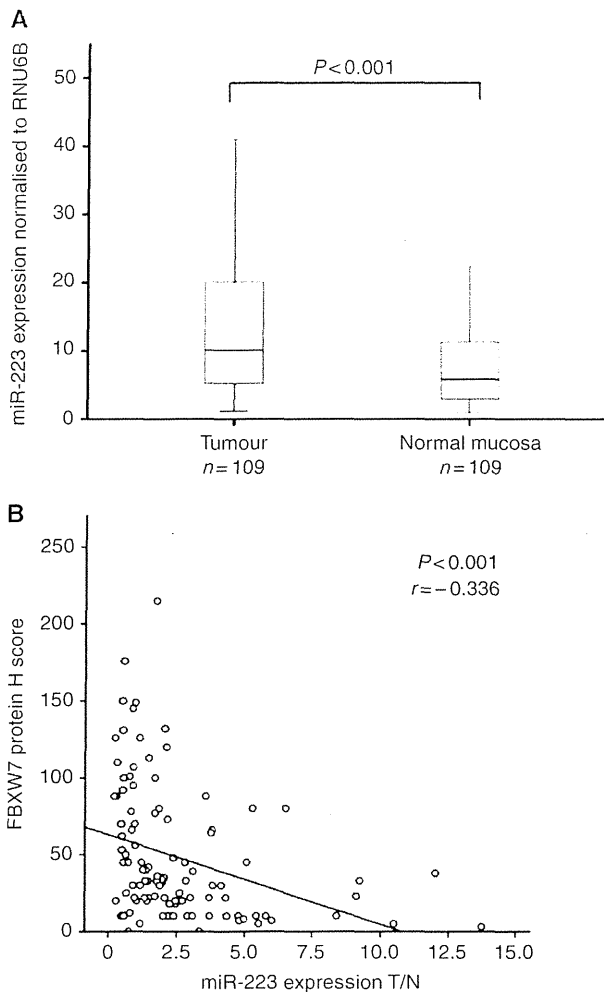 A
miR-223 expression normalised to RNU6B
50
40
30
20
10
0
P<0.001
Tumour
n=109
Normal mucosa
n=109
B
FBXW7 protein H score
250
200
150
100
50
0
P<0.001
r=−0.336
0
2.5
5.0
7.5
10.0
12.5
15.0
miR-223 expression T/N